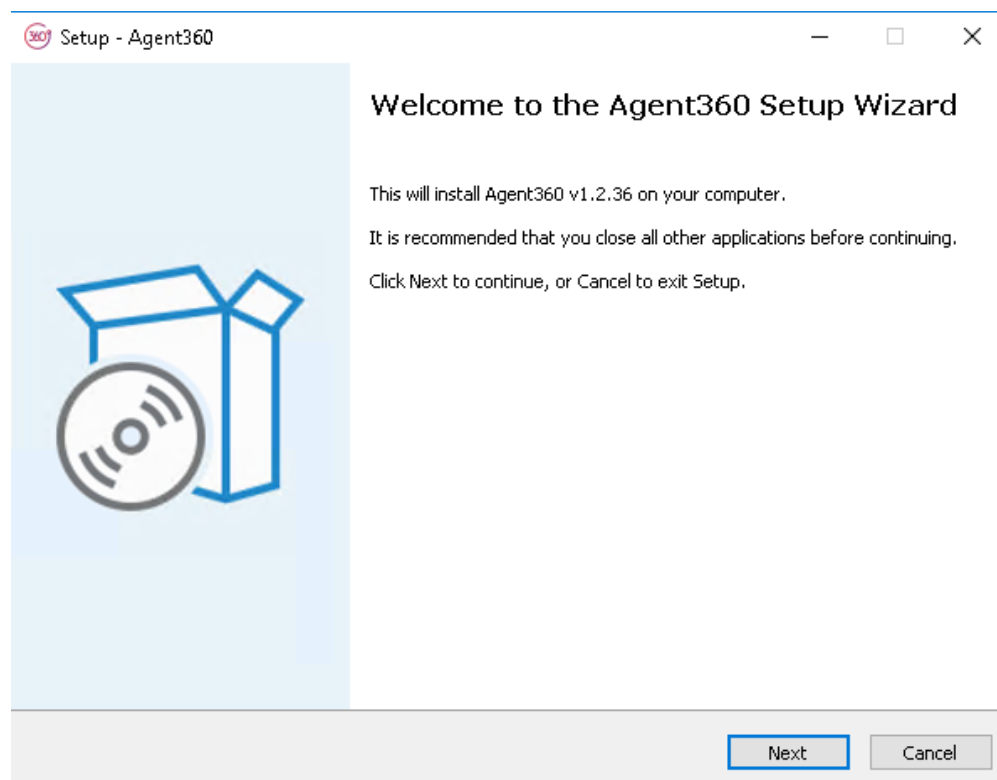 360° Setup - Agent360
Welcome to the Agent360 Setup Wizard
This will install Agent360 v1.2.36 on your computer.
It is recommended that you close all other applications before continuing.
Click Next to continue, or Cancel to exit Setup.
Next Cancel